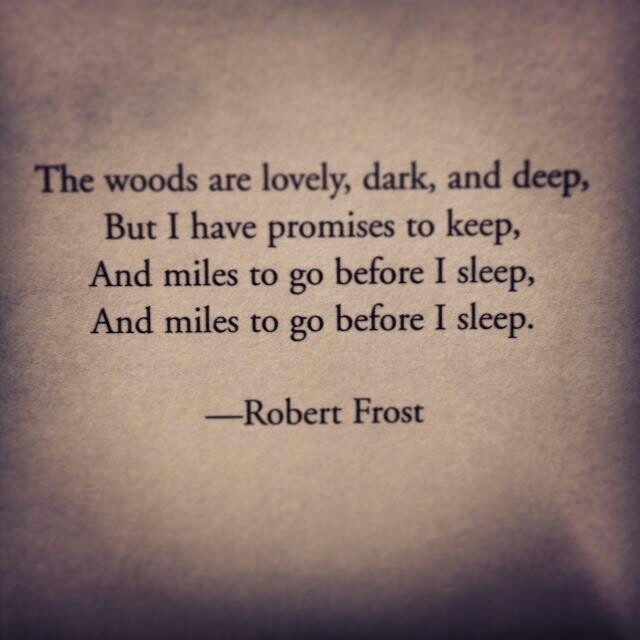 The woods are lovely, dark, and deep,
But I have promises to keep,
And miles to go before I sleep,
And miles to go before I sleep.
—Robert Frost